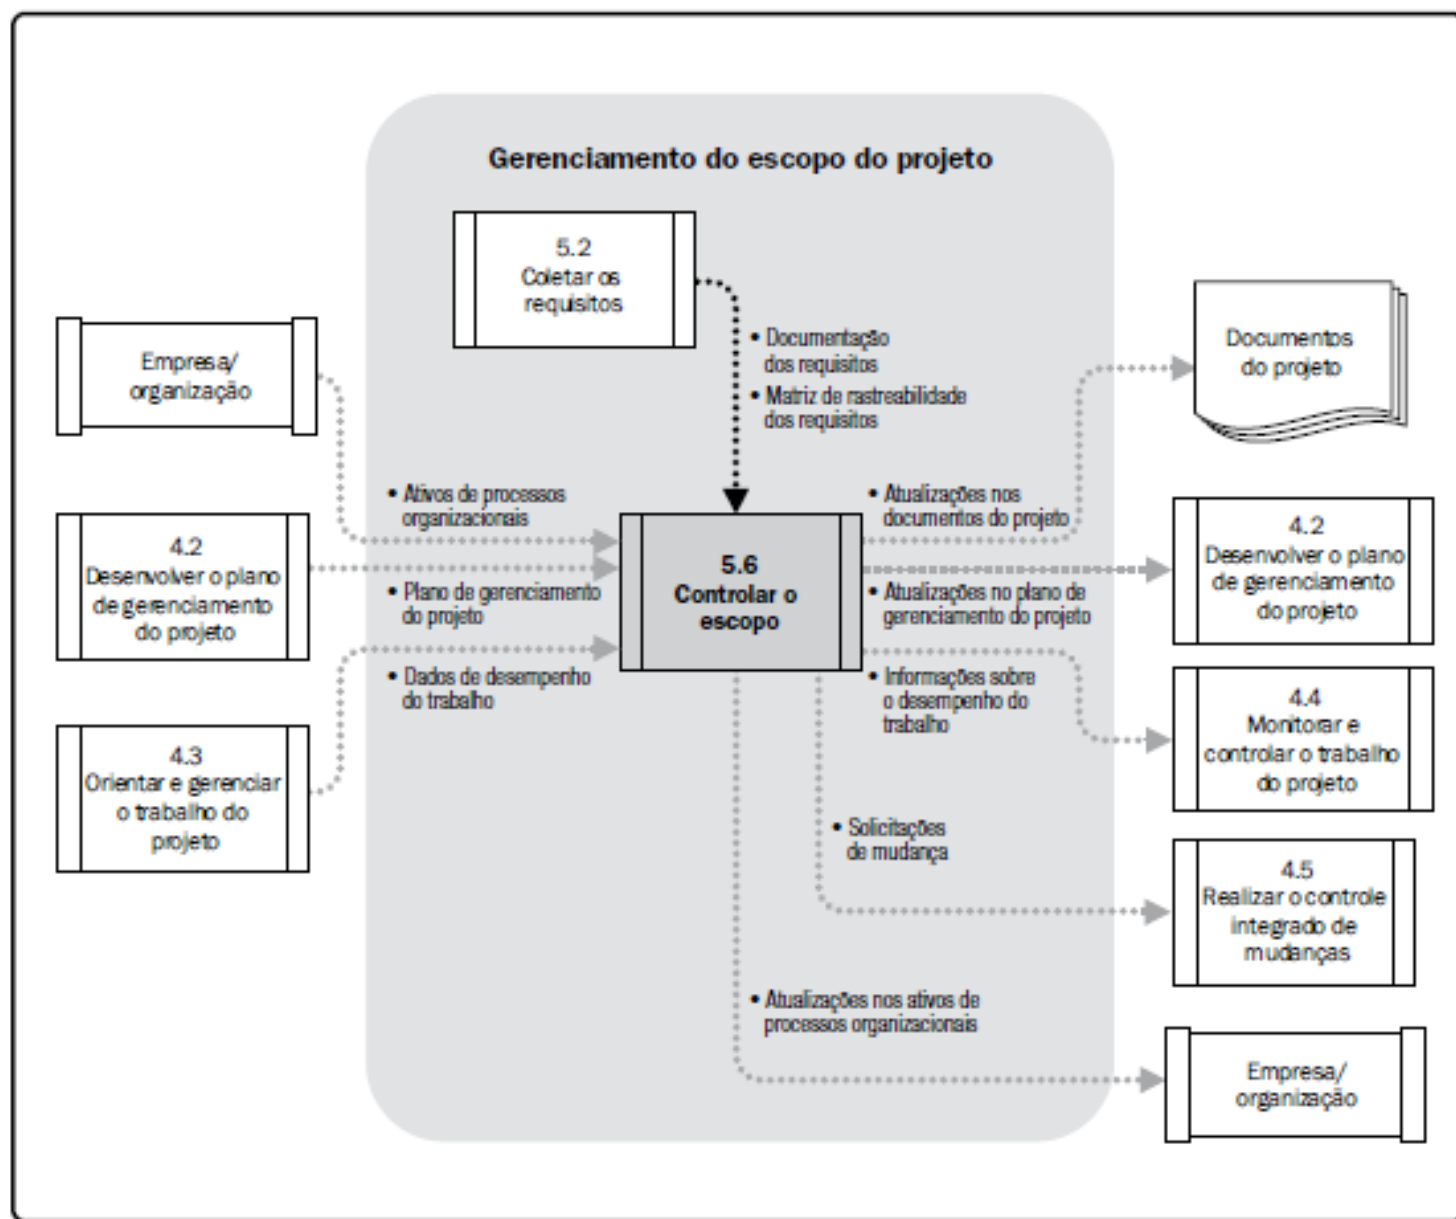 Gerenciamento do escopo do projeto
5.2
Coletar os
requisitos
• Documentação
dos requisitos
• Matriz de rastreabilidade
dos requisitos
Empresa/
organização
4.2
Desenvolver o plano
de gerenciamento
do projeto
4.3
Orientar e gerenciar
o trabalho do
projeto
• Ativos de processos
organizacionais
• Plano de gerenciamento
do projeto
• Dados de desempenho
do trabalho
5.6
Controlar o
escopo
• Atualizações nos
documentos do projeto
• Atualizações no plano de
gerenciamento do projeto
• Informações sobre
o desempenho do
trabalho
• Solicitações
de mudança
• Atualizações nos ativos de
processos organizacionais
Documentos
do projeto
4.2
Desenvolver o plano
de gerenciamento
do projeto
4.4
Monitorar e
controlar o trabalho
do projeto
4.5
Realizar o controle
integrado de
mudanças
Empresa/
organização